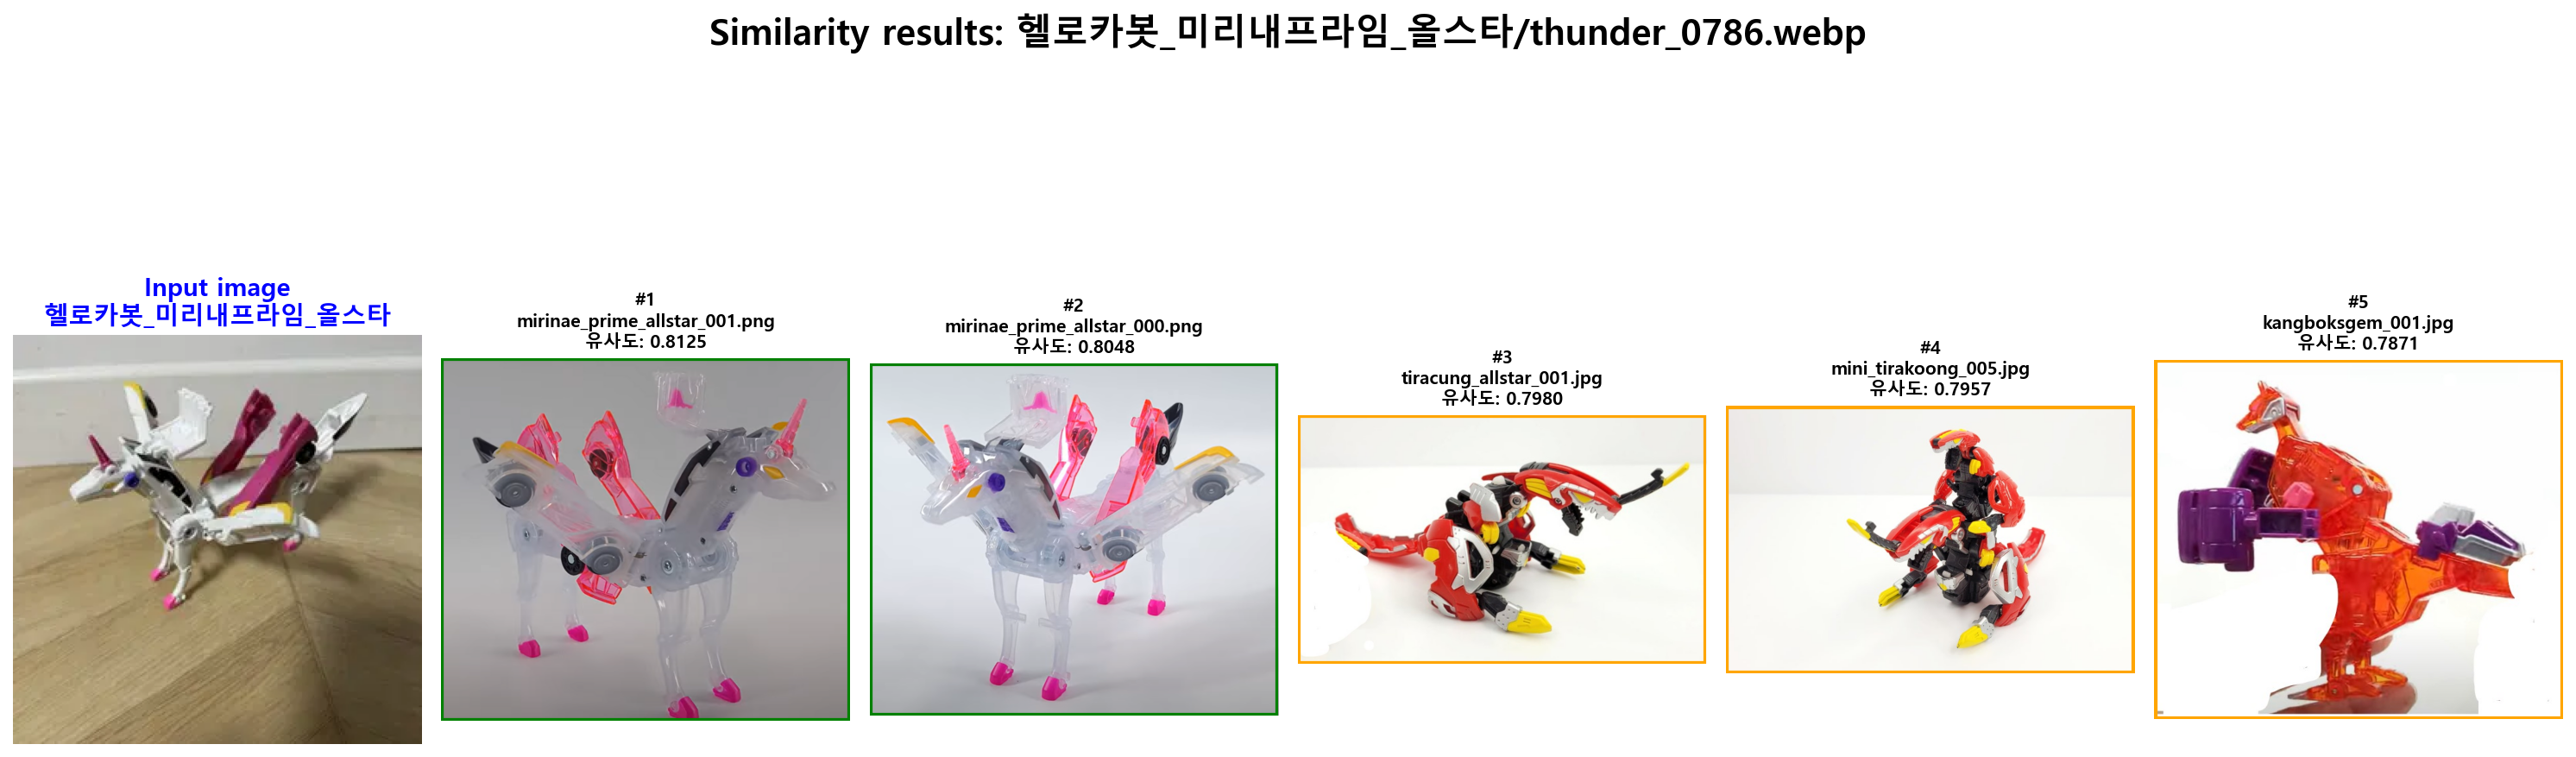 Similarity results: 헬로카봇_미리내프라임_올스타/thunder_0786.webp
Input image
헬로카봇_미리내프라임_올스타
#1
mirinae_prime_allstar_001.png
유사도: 0.8125
#2
mirinae_prime_allstar_000.png
유사도: 0.8048
#3
tiracung_allstar_001.jpg
유사도: 0.7980
#4
mini_tirakoong_005.jpg
유사도: 0.7957
#5
kangboksgem_001.jpg
유사도: 0.7871